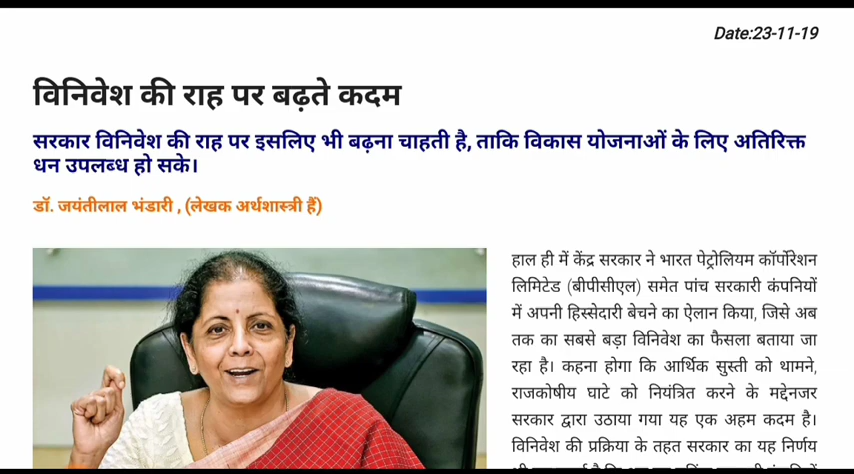 Date:23-11-19
विनिवेश की राह पर बढ़ते कदम
सरकार विनिवेश की राह पर इसलिए भी बढ़ना चाहती है, ताकि विकास योजनाओं के लिए अतिरिक्त
धन उपलब्ध हो सके।
डॉ. जयंतीलाल भंडारी , (लेखक अर्थशास्त्री हैं)
हाल ही में केंद्र सरकार ने भारत पेट्रोलियम कॉर्पोरेशन
लिमिटेड (बीपीसीएल) समेत पांच सरकारी कंपनियों
में अपनी हिस्सेदारी बेचने का ऐलान किया, जिसे अब
तक का सबसे बड़ा विनिवेश का फैसला बताया जा
रहा है। कहना होगा कि आर्थिक सुस्ती को थामने,
राजकोषीय घाटे को नियंत्रित करने के मद्देनजर
सरकार द्वारा उठाया गया यह एक अहम कदम है।
विनिवेश की प्रक्रिया के तहत सरकार का यह निर्णय